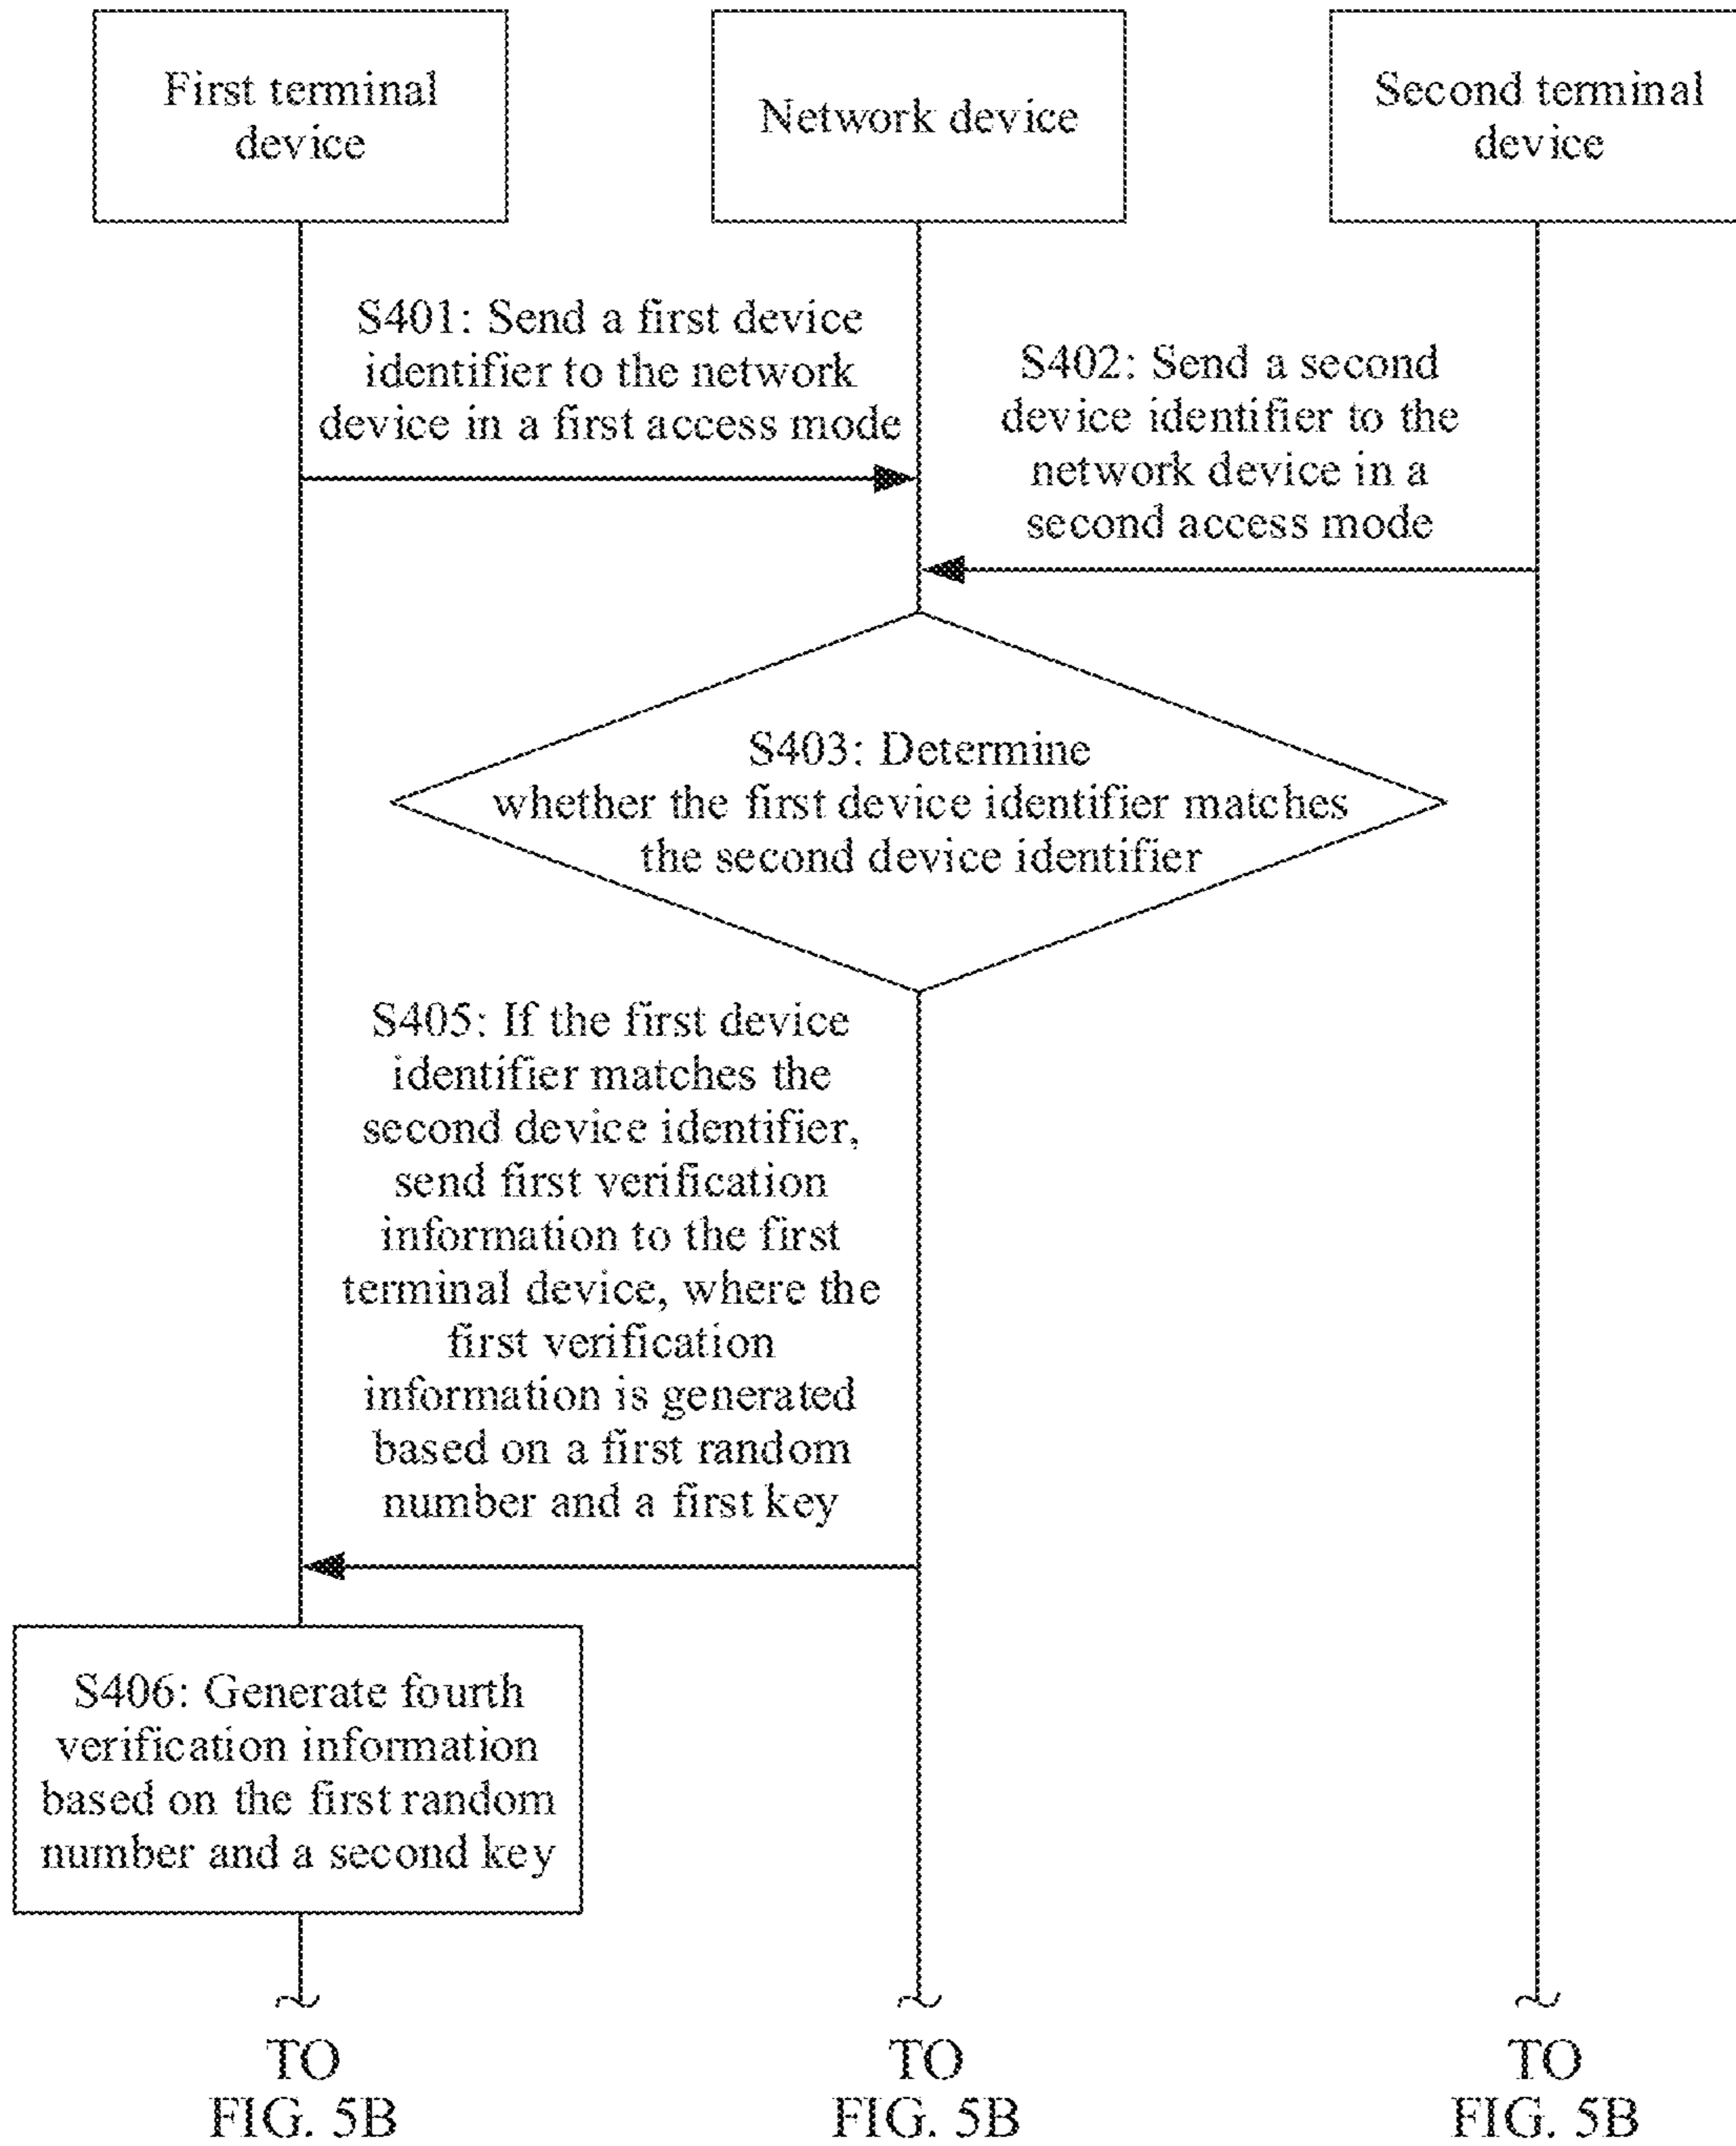 First terminal
device
Network device
Second terminal
device
S401: Send a first device
identifier to the network
device in a first access mode
S402: Send a second
device identifier to the
network device in a
second access mode
S403: Determine
whether the first device identifier matches
the second device identifier
S405: If the first device
identifier matches the
second device identifier,
send first verification
information to the first
terminal device, where the
first verification
information is generated
based on a first random
number and a first key
S406: Generate fourth
verification information
based on the first random
number and a second key
TO
FIG. 5B
TO
FIG. 5B
TO
FIG. 5B